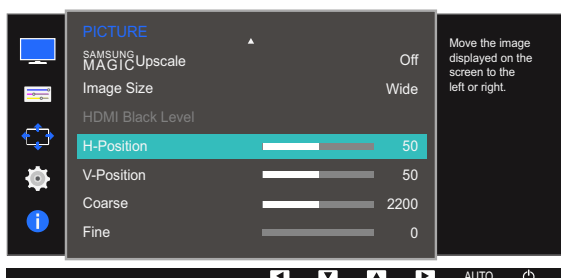 PICTURE
SAMSUNG MAGIC Upscale Off
Image Size Wide
HDMI Black Level
H-Position 50
V-Position 50
Coarse 2200
Fine 0
Move the image
displayed on the
screen to the
left or right.
AUTO